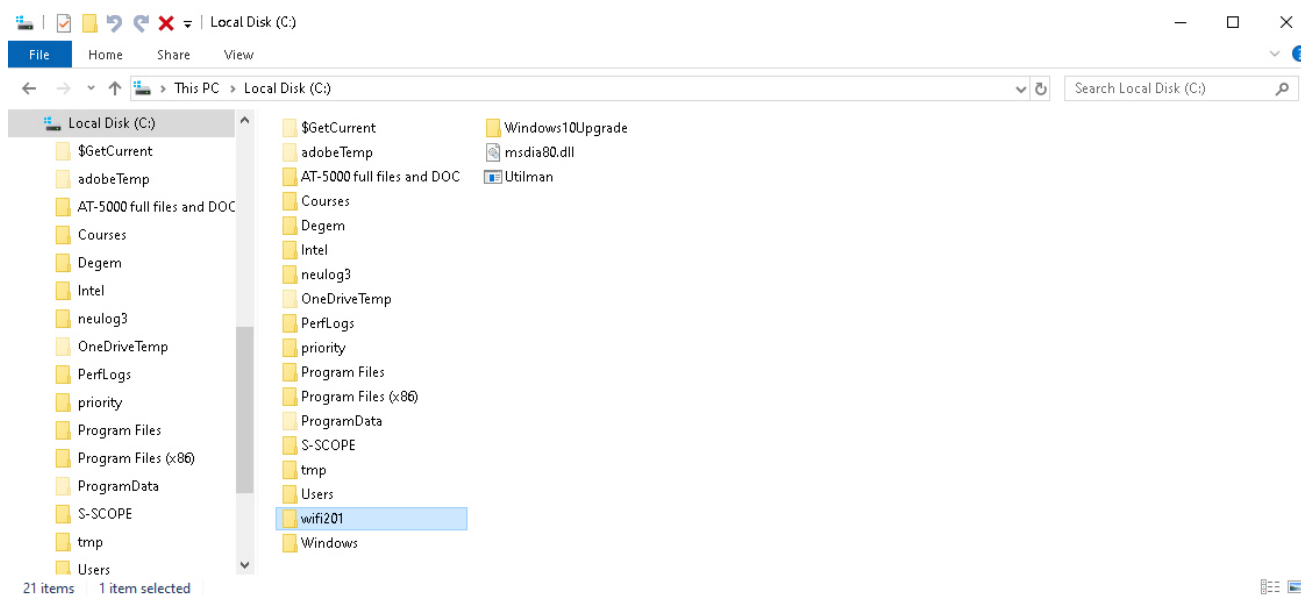 Local Disk (C:)
File Home Share View
This PC > Local Disk (C:)
Search Local Disk (C:)
Local Disk (C:)
$GetCurrent
adobeTemp
AT-5000 full files and DOC
Courses
Degem
Intel
neulog3
OneDriveTemp
PerfLogs
priority
Program Files
Program Files (x86)
ProgramData
S-SCOPE
tmp
Users
$GetCurrent
adobeTemp
AT-5000 full files and DOC
Courses
Degem
Intel
neulog3
OneDriveTemp
PerfLogs
priority
Program Files
Program Files (x86)
ProgramData
S-SCOPE
tmp
Users
wifi201
Windows
Windows10Upgrade
msdia80.dll
Utilman
21 items 1 item selected